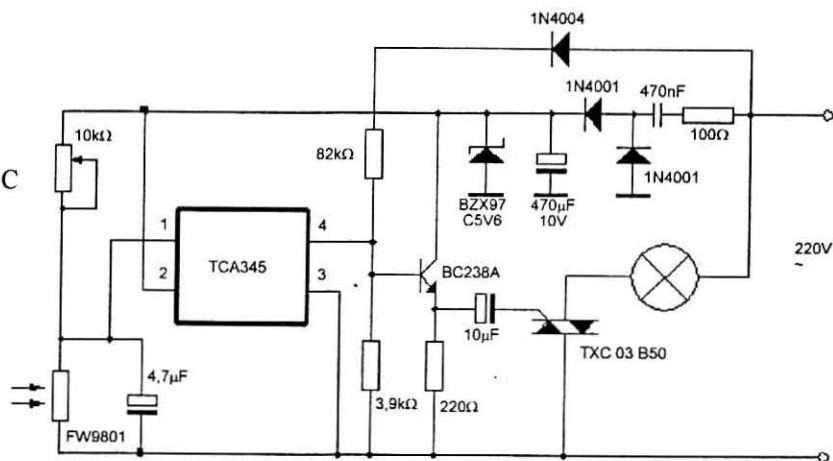 1N4004
1N4001
470nF
10kΩ
100Ω
82kΩ
C
1N4001
BZX97
C5V6
470µF
10V
1
4
TCA345
2
3
220V
~
BC238A
10µF
TXC 03 B50
4,7µF
3,9kΩ
220Ω
FW9801